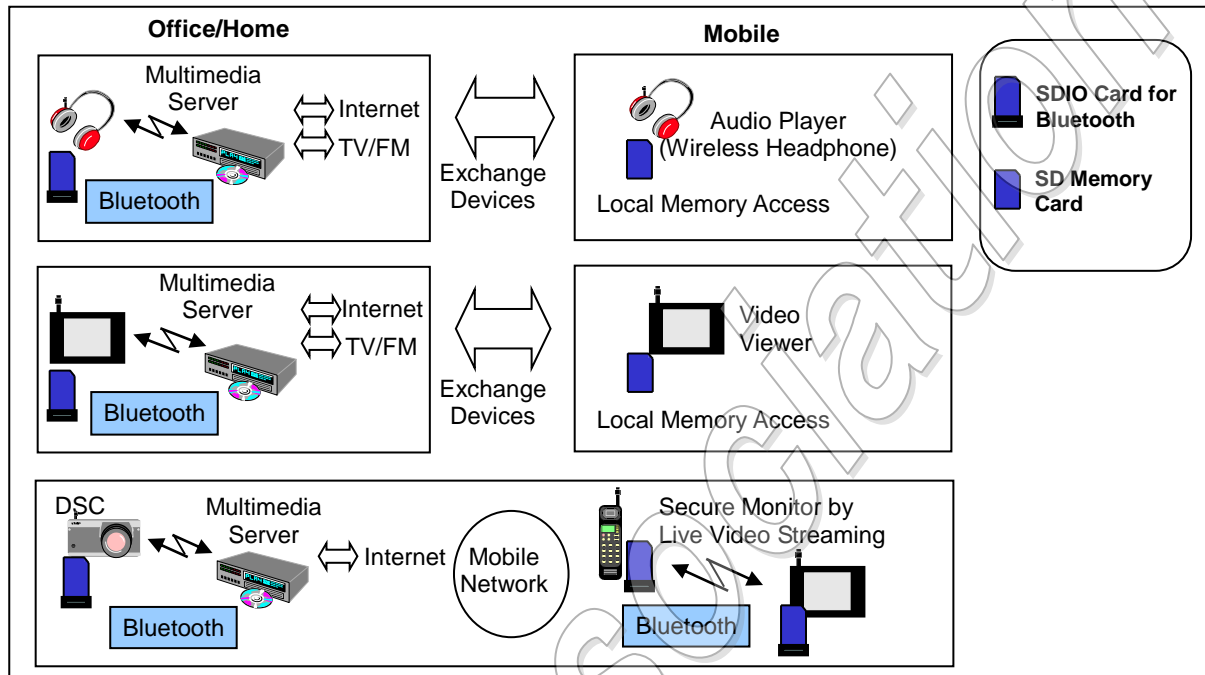 Office/Home
Mobile
Multimedia
Server
Internet
TV/FM
Bluetooth
Exchange
Devices
Audio Player
(Wireless Headphone)
Local Memory Access
SDIO Card for
Bluetooth
SD Memory
Card
Multimedia
Server
Internet
TV/FM
Bluetooth
Exchange
Devices
Video
Viewer
Local Memory Access
DSC
Multimedia
Server
Internet
Bluetooth
Mobile
Network
Secure Monitor by
Live Video Streaming
Bluetooth
sociation